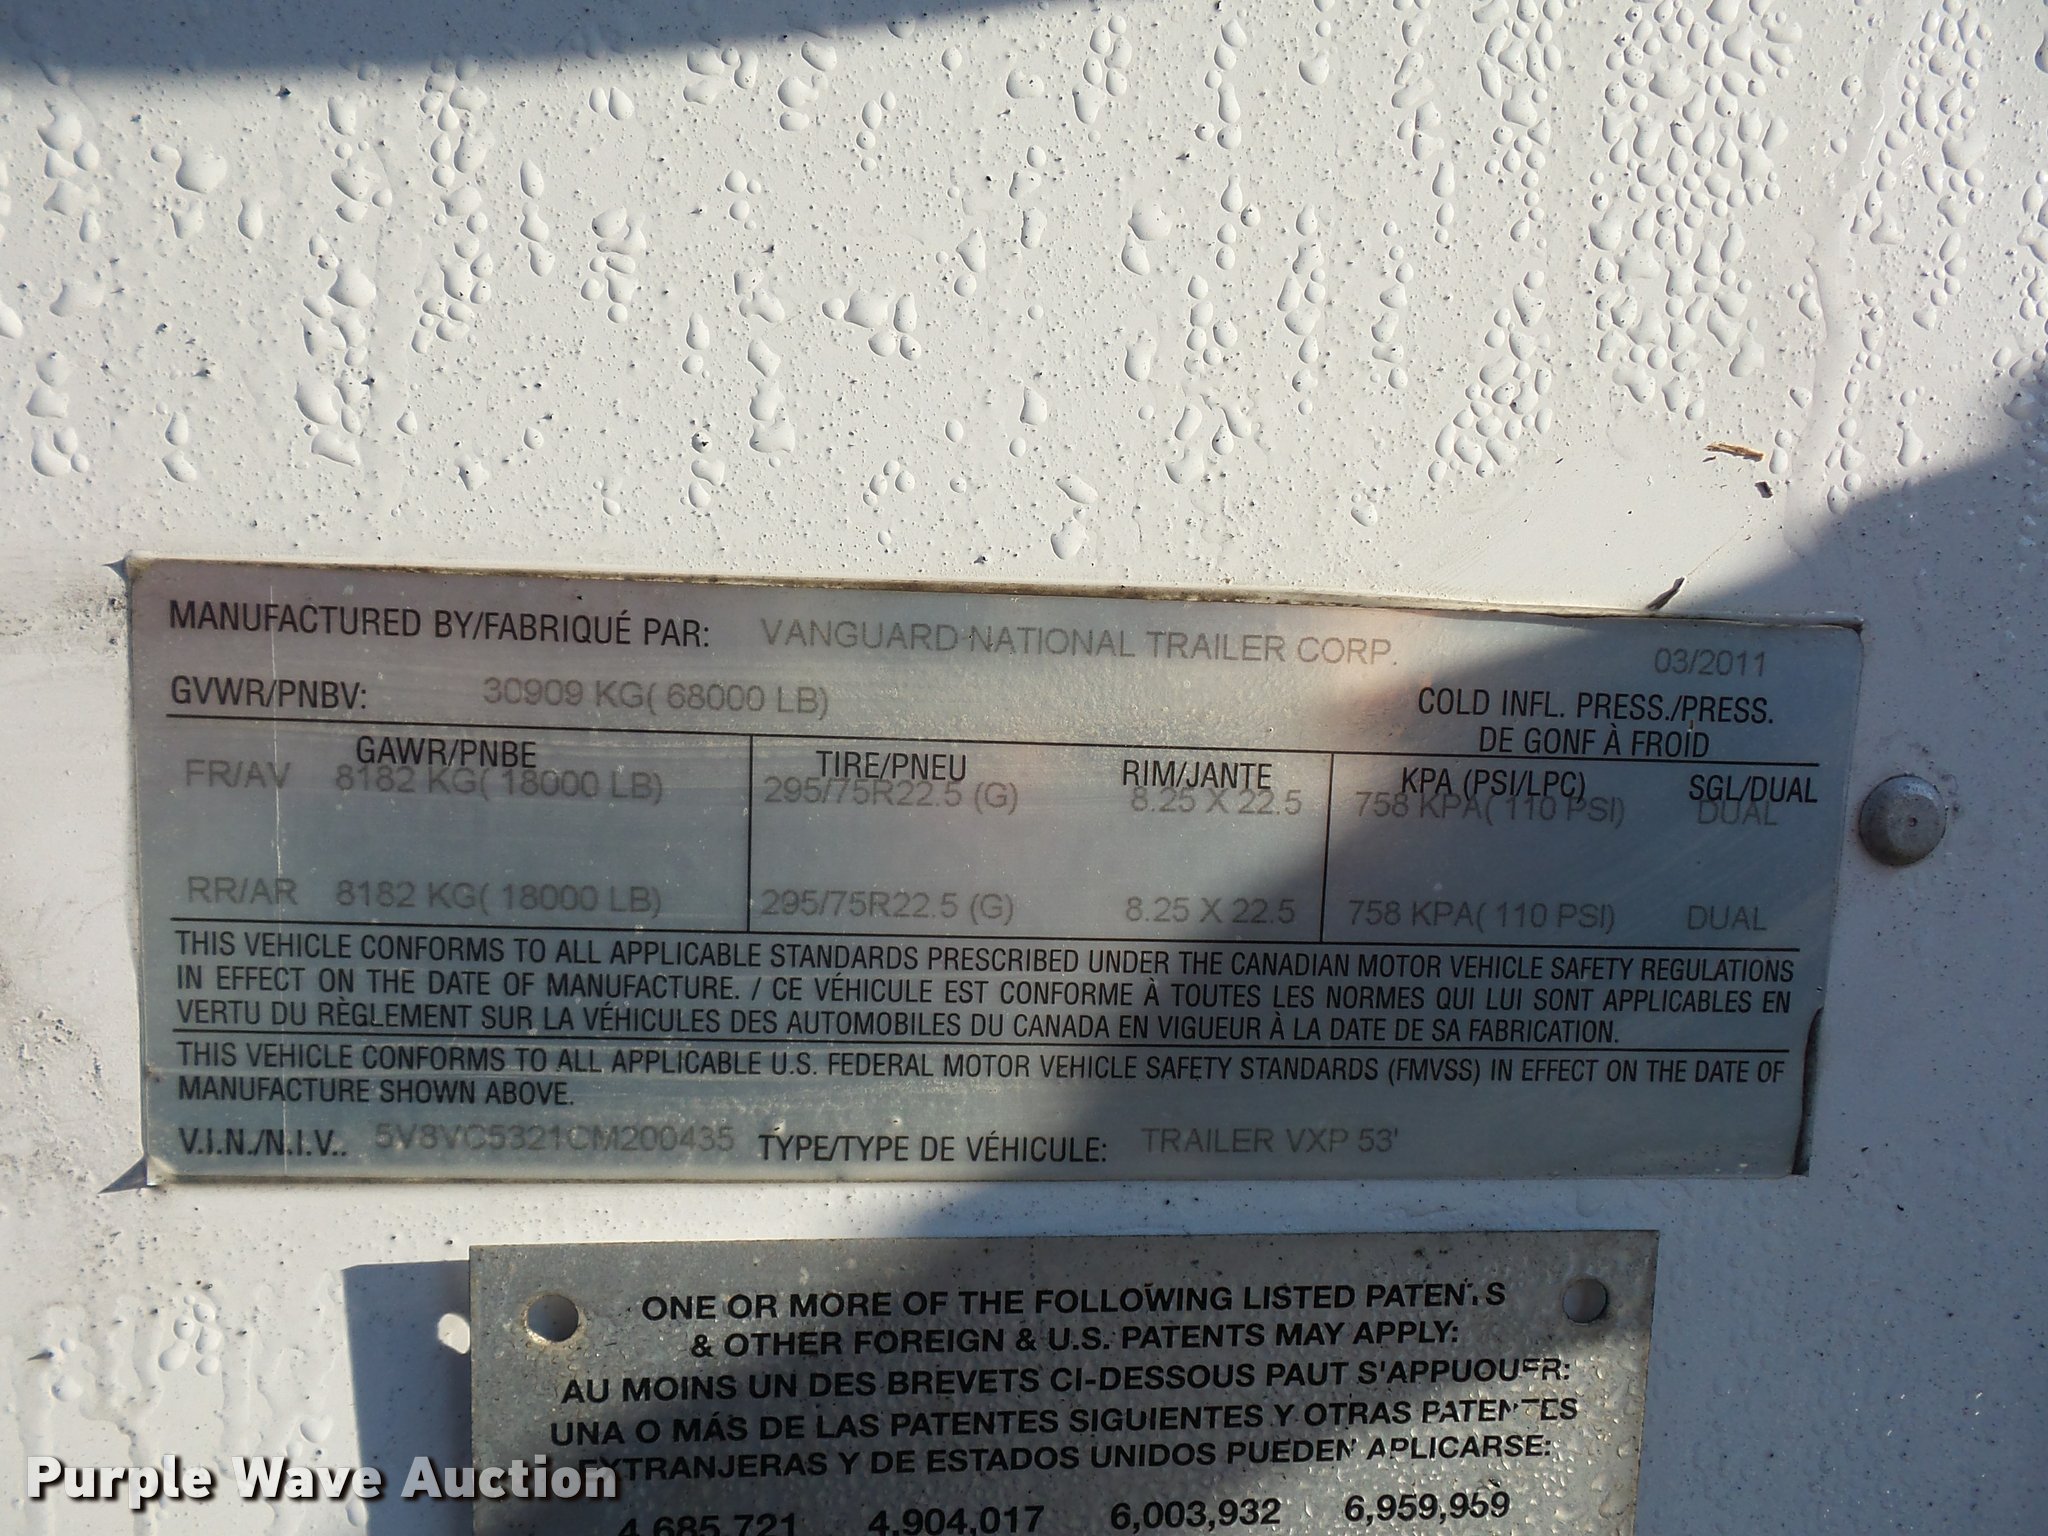 MANUFACTURED BY/FABRIQUÉ PAR: VANGUARD NATIONAL TRAILER CORP.
03/2011
GVWR/PNBV: 30909 KG( 68000 LB)
COLD INFL. PRESS./PRESS.
DE GONF À FROID
GAWR/PNBE TIRE/PNEU RIM/JANTE KPA (PSI/LPC) SGL/DUAL
FR/AV 8182 KG( 18000 LB) 295/75R22.5 (G) 8.25 X 22.5 758 KPA( 110 PSI) DUAL
RR/AR 8182 KG( 18000 LB) 295/75R22.5 (G) 8.25 X 22.5 758 KPA( 110 PSI) DUAL
THIS VEHICLE CONFORMS TO ALL APPLICABLE STANDARDS PRESCRIBED UNDER THE CANADIAN MOTOR VEHICLE SAFETY REGULATIONS
IN EFFECT ON THE DATE OF MANUFACTURE. / CE VÉHICULE EST CONFORME À TOUTES LES NORMES QUI LUI SONT APPLICABLES EN
VERTU DU RÈGLEMENT SUR LA VÉHICULES DES AUTOMOBILES DU CANADA EN VIGUEUR À LA DATE DE SA FABRICATION.
THIS VEHICLE CONFORMS TO ALL APPLICABLE U.S. FEDERAL MOTOR VEHICLE SAFETY STANDARDS (FMVSS) IN EFFECT ON THE DATE OF
MANUFACTURE SHOWN ABOVE.
V.I.N./N.I.V.: 5V8VC5321CM200435 TYPE/TYPE DE VÉHICULE: TRAILER VXP 53'
ONE OR MORE OF THE FOLLOWING LISTED PATENTS
& OTHER FOREIGN & U.S. PATENTS MAY APPLY:
AU MOINS UN DES BREVETS CI-DESSOUS PAUT S'APPUOUER:
UNA O MÁS DE LAS PATENTES SIGUIENTES Y OTRAS PATENTES
EXTRANJERAS Y DE ESTADOS UNIDOS PUEDEN APLICARSE:
4,685,721 4,904,017 6,003,932 6,959,959
Purple Wave Auction